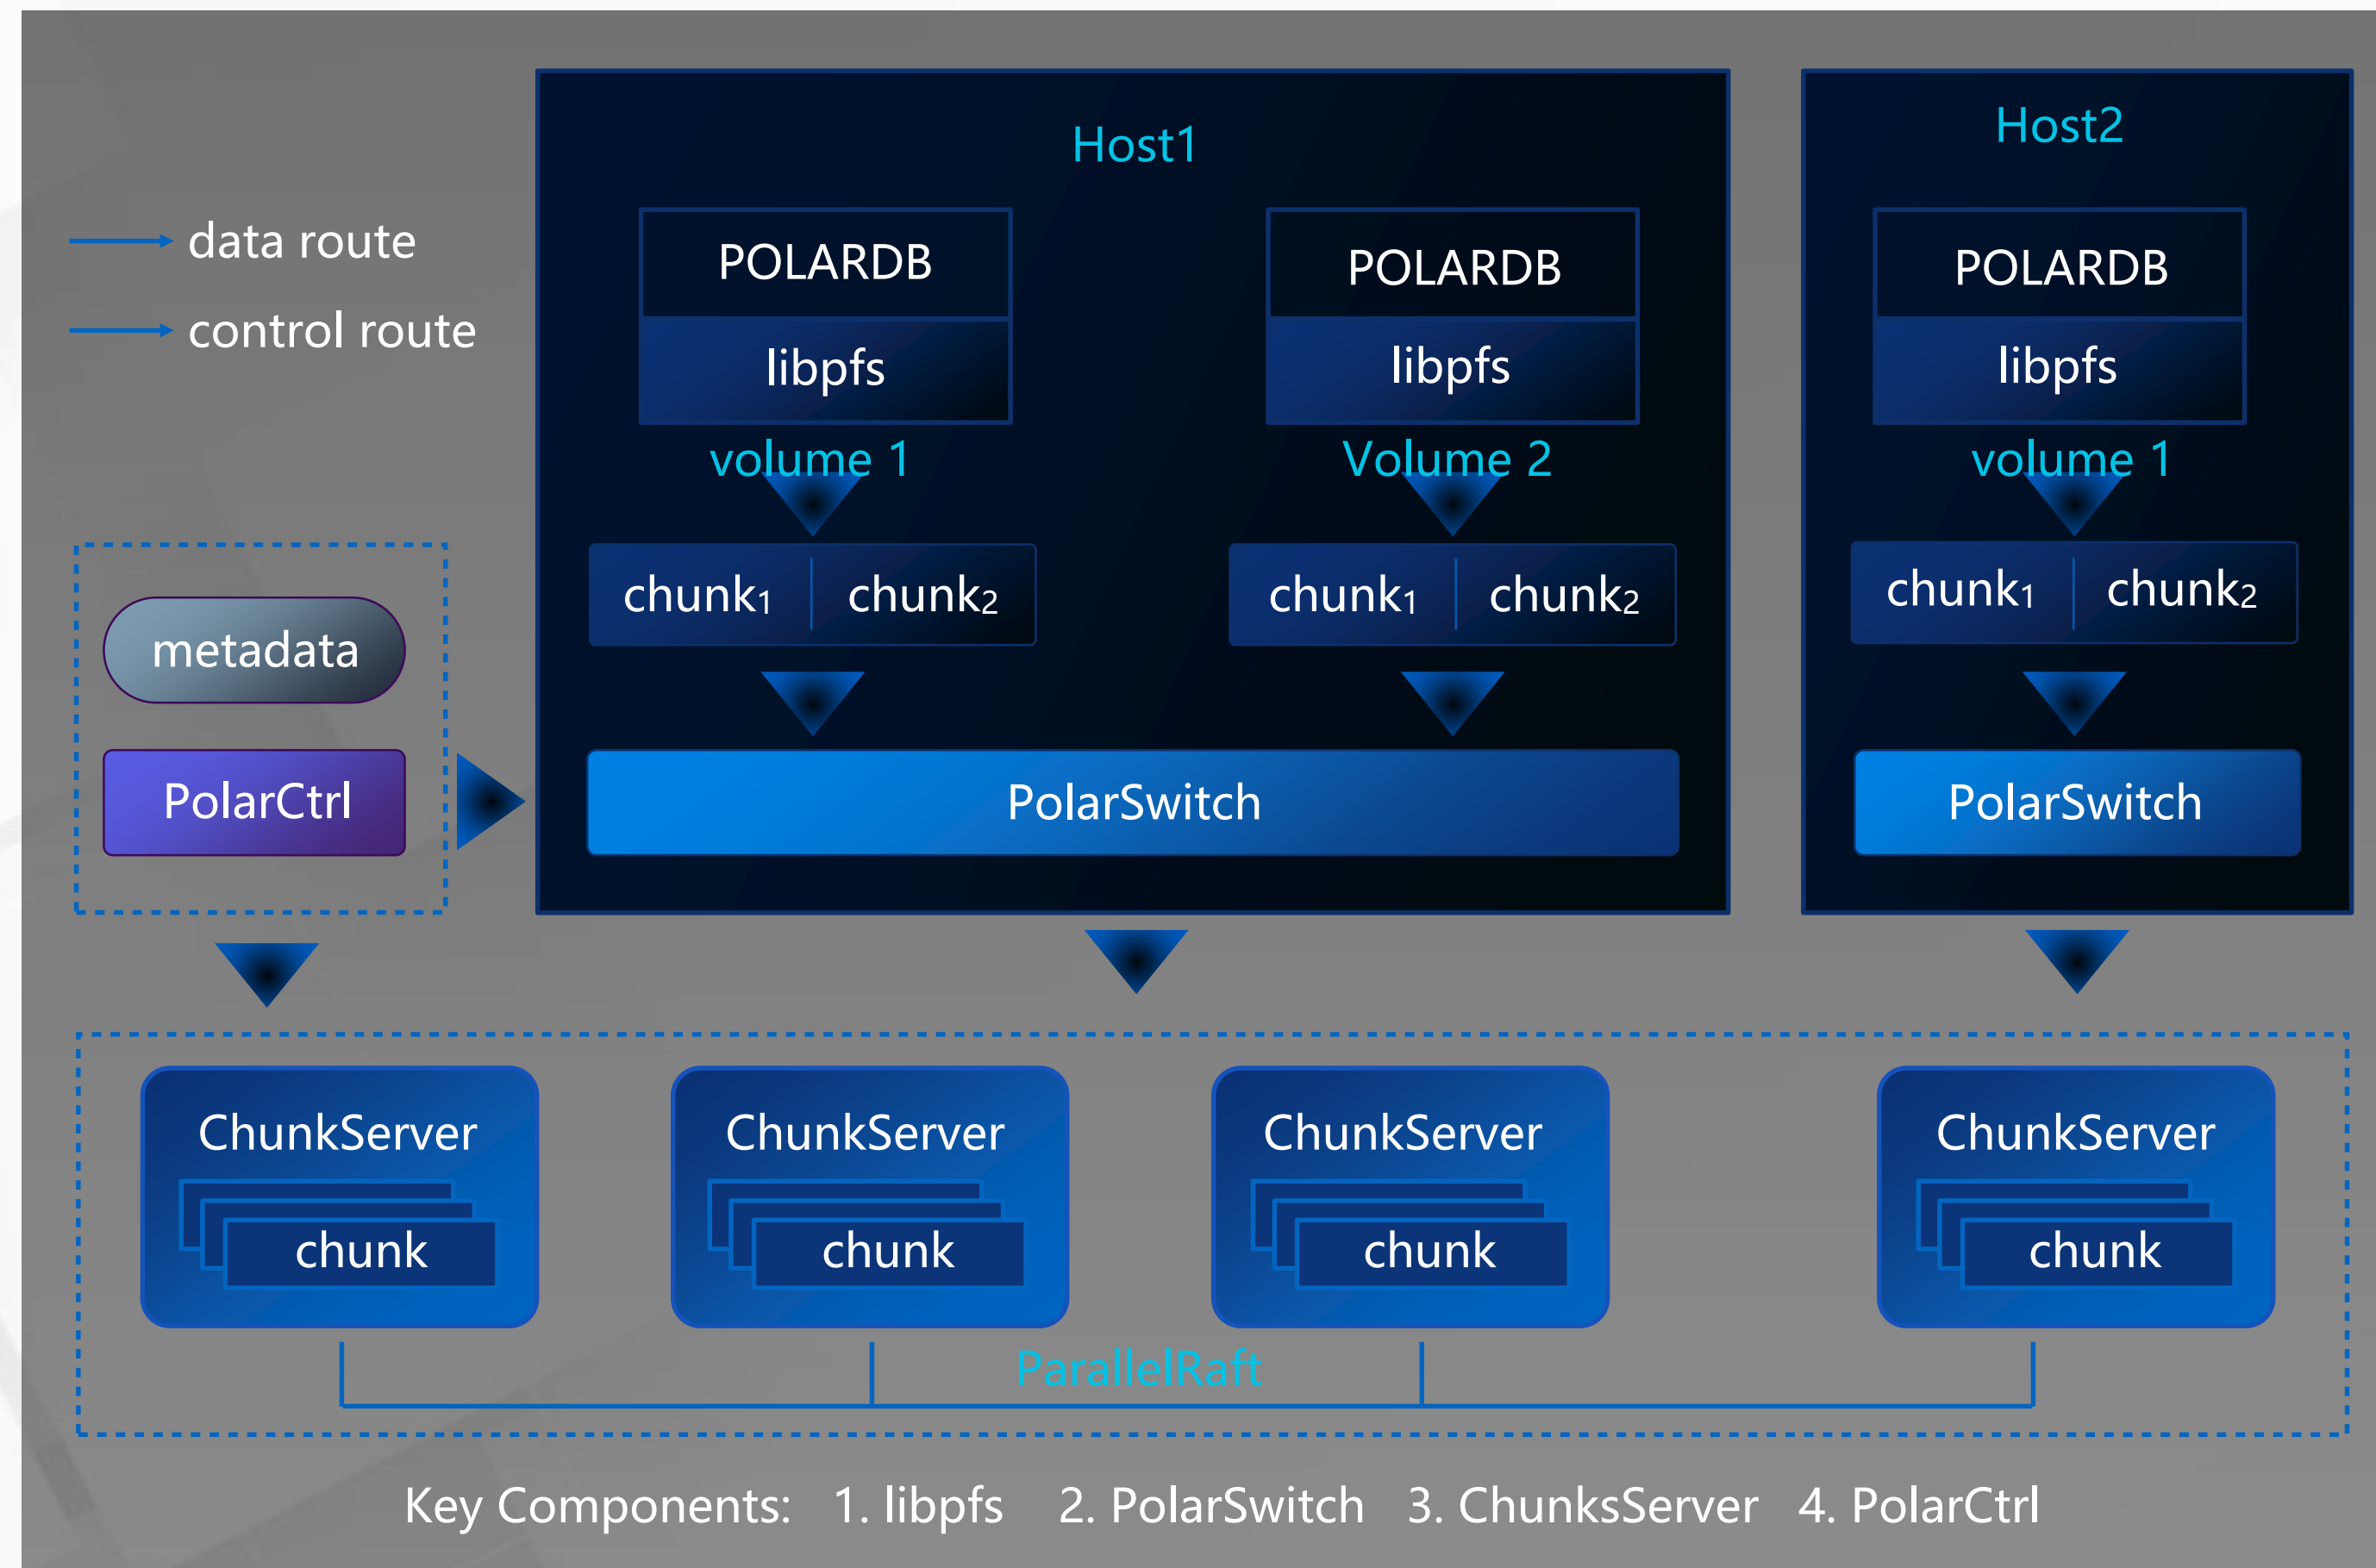 data route
control route
Host1
POLARDB
libpfs
volume 1
chunk1
chunk2
POLARDB
libpfs
Volume 2
chunk1
chunk2
PolarSwitch
Host2
POLARDB
libpfs
volume 1
chunk1
chunk2
PolarSwitch
metadata
PolarCtrl
ChunkServer
chunk
ChunkServer
chunk
ChunkServer
chunk
ChunkServer
chunk
ParallelRaft
Key Components: 1. libpfs 2. PolarSwitch 3. ChunksServer 4. PolarCtrl